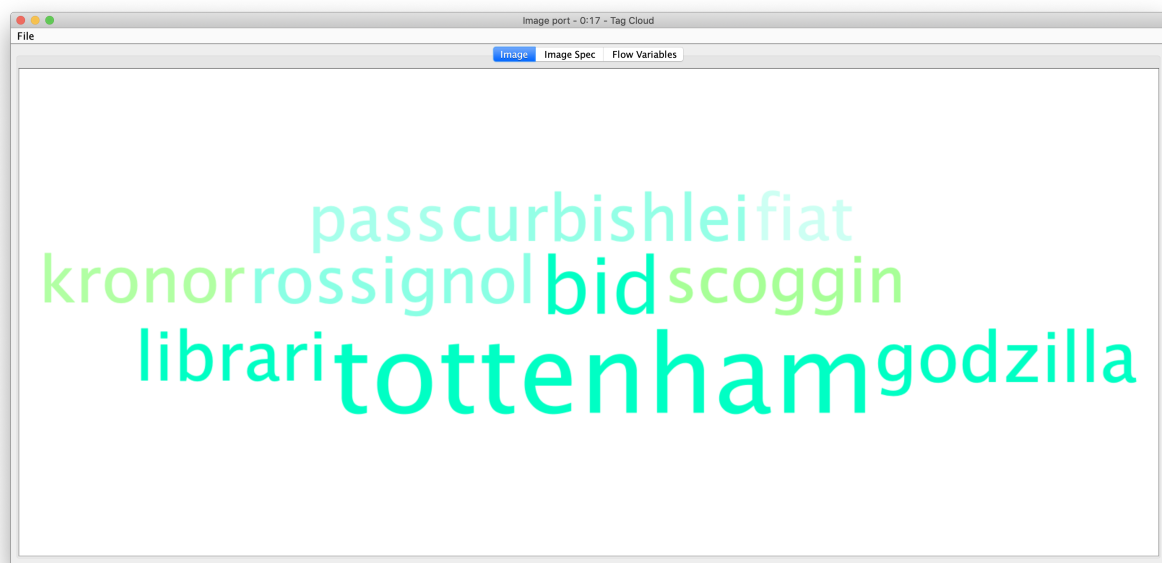 Image port - 0:17 - Tag Cloud
File
Image Image Spec Flow Variables
pass curbishlei fiat
kronor rossignol bid scoggin
librari tottenham godzilla